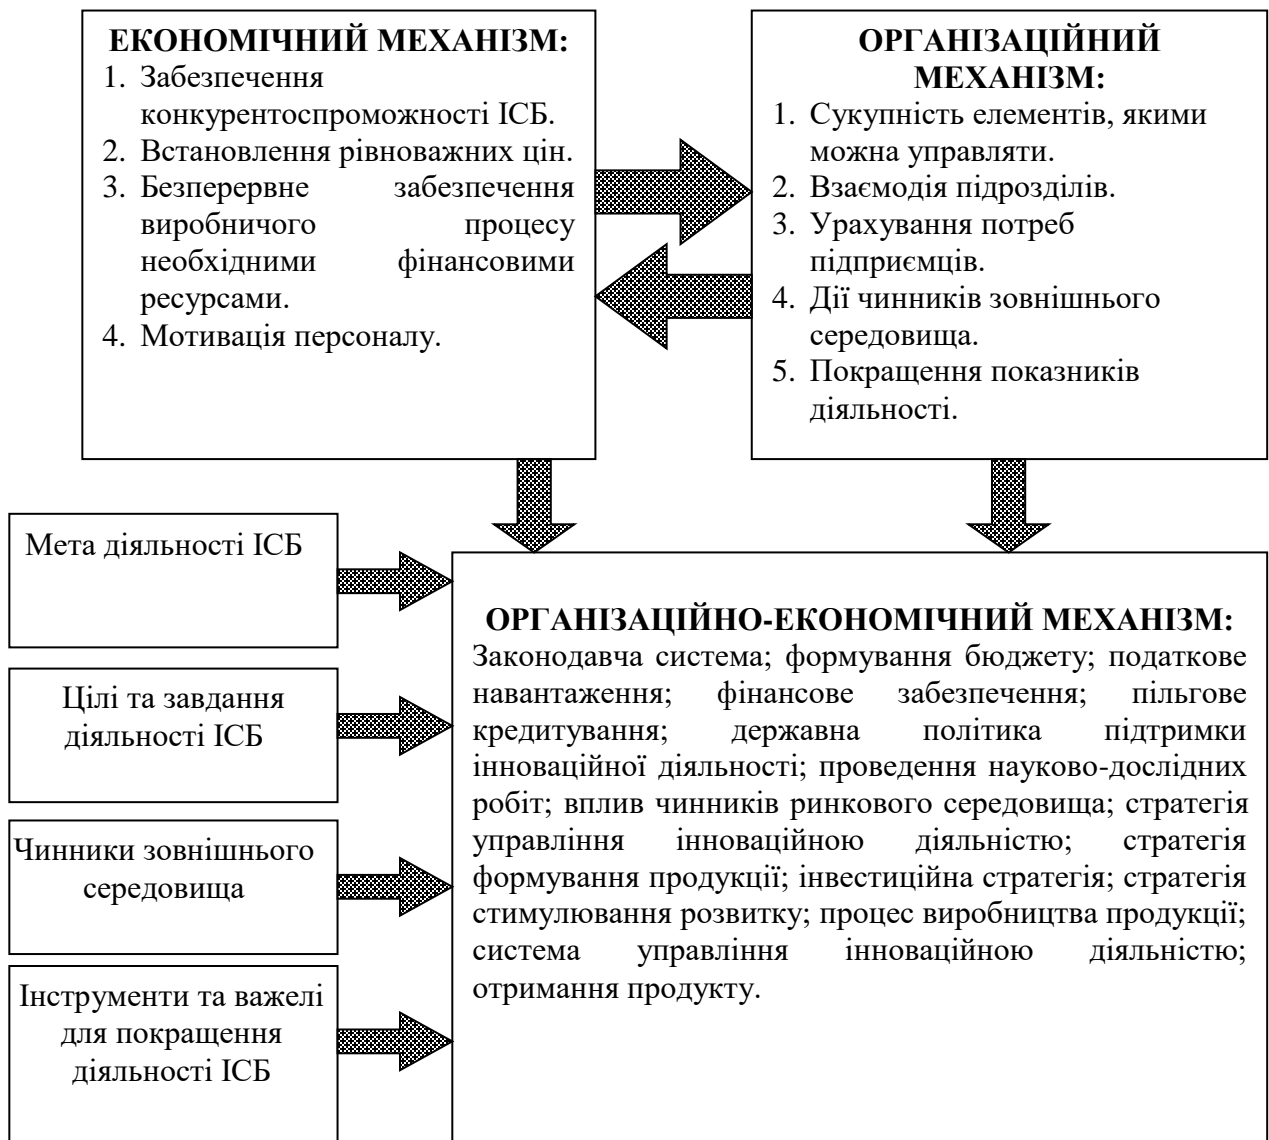 ЕКОНОМІЧНИЙ МЕХАНІЗМ:
1. Забезпечення
конкурентоспроможності ІСБ.
2. Встановлення рівноважних цін.
3. Безперервне забезпечення
виробничого процесу
необхідними фінансовими
ресурсами.
4. Мотивація персоналу.
ОРГАНІЗАЦІЙНИЙ
МЕХАНІЗМ:
1. Сукупність елементів, якими
можна управляти.
2. Взаємодія підрозділів.
3. Урахування потреб
підприємців.
4. Дії чинників зовнішнього
середовища.
5. Покращення показників
діяльності.
Мета діяльності ІСБ
Цілі та завдання
діяльності ІСБ
Чинники зовнішнього
середовища
Інструменти та важелі
для покращення
діяльності ІСБ
ОРГАНІЗАЦІЙНО-ЕКОНОМІЧНИЙ МЕХАНІЗМ:
Законодавча система; формування бюджету; податкове
навантаження; фінансове забезпечення; пільгове
кредитування; державна політика підтримки
інноваційної діяльності; проведення науково-дослідних
робіт; вплив чинників ринкового середовища; стратегія
управління інноваційною діяльністю; стратегія
формування продукції; інвестиційна стратегія; стратегія
стимулювання розвитку; процес виробництва продукції;
система управління інноваційною діяльністю;
отримання продукту.